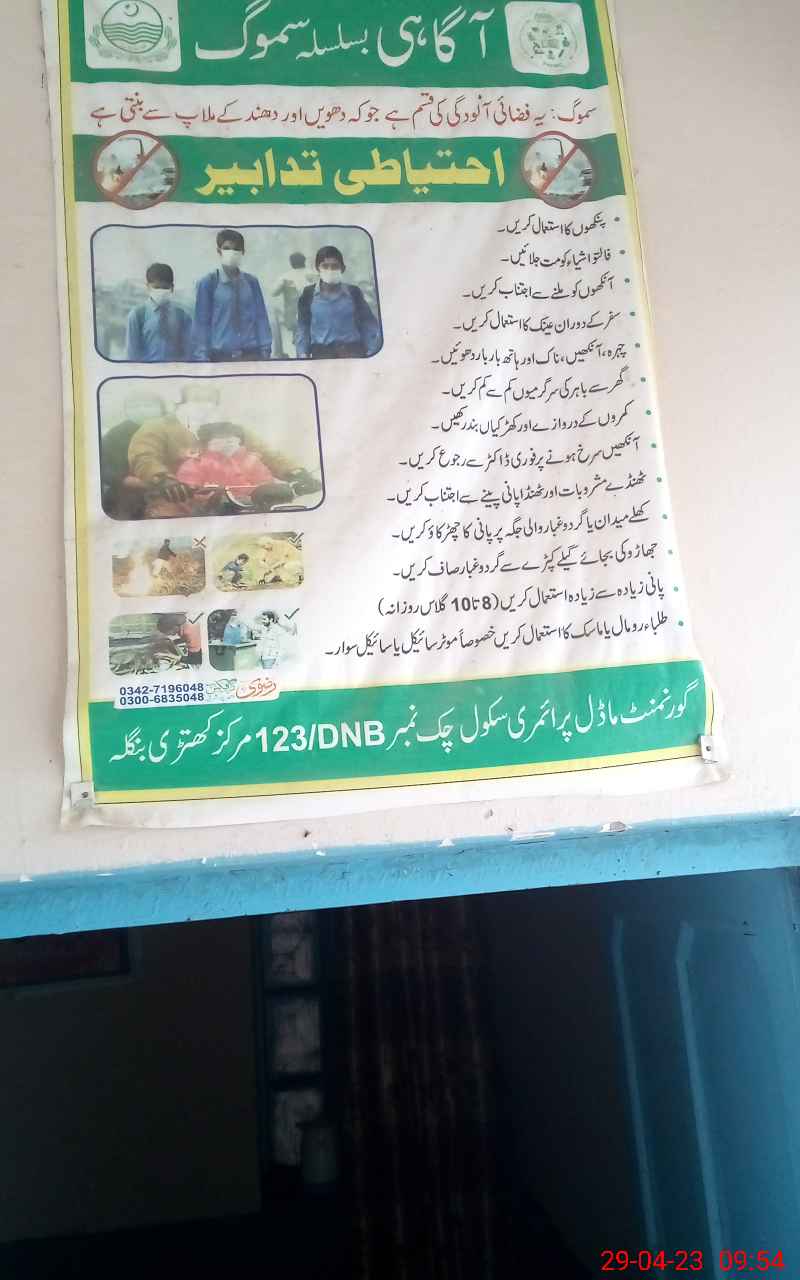 آگاہی بسلسلہ سموگ
سموگ: یہ فضائی آلودگی کی قسم ہے جو کہ دھویں اور دھند کے ملاپ سے بنتی ہے
احتیاطی تدابیر
• پنکھوں کا استعمال کریں۔
• فالتو اشیاء کو مت جلائیں۔
• آنکھوں کو ملنے سے اجتناب کریں۔
• سفر کے دوران عینک کا استعمال کریں۔
• چہرہ، آنکھیں، ناک اور ہاتھ بار بار دھوئیں۔
• گھر سے باہر کی سرگرمیوں کم سے کم کریں۔
• کمروں کے دروازے اور کھڑکیاں بند رکھیں۔
• آنکھیں سرخ ہونے پر فوری ڈاکٹر سے رجوع کریں۔
• ٹھنڈے مشروبات اور ٹھنڈا پانی پینے سے اجتناب کریں۔
• کھلے میدان یا گرد و غبار والی جگہ پر پانی کا چھڑکاؤ کریں۔
• جھاڑو کی بجائے گیلے کپڑے سے گرد و غبار صاف کریں۔
• پانی زیادہ سے زیادہ استعمال کریں (8 تا 10 گلاس روزانہ)
• طلباء رومال یا ماسک کا استعمال کریں خصوصاً موٹر سائیکل یا سائیکل سوار۔
رضوی
0342-7196048
0300-6835048
گورنمنٹ ماڈل پرائمری سکول چک نمبر 123/DNB مرکز کھتڑی بنگلہ
29-04-23 09:54